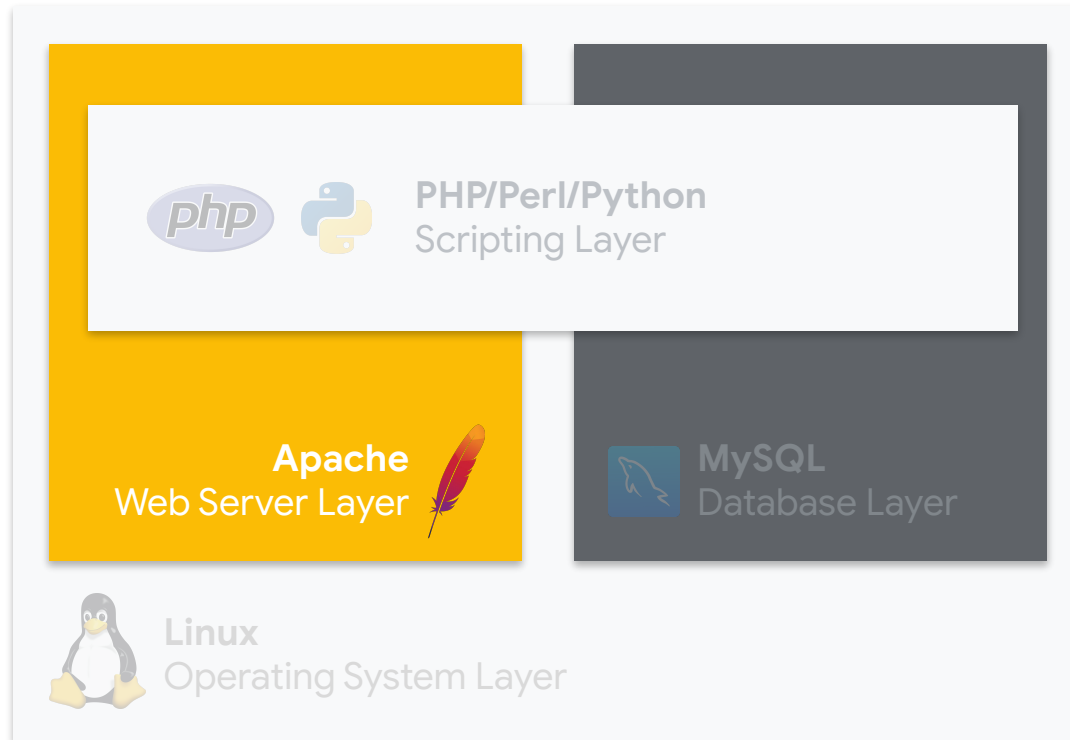 php
PHP/Perl/Python
Scripting Layer
Apache
Web Server Layer
MySQL
Database Layer
Linux
Operating System Layer